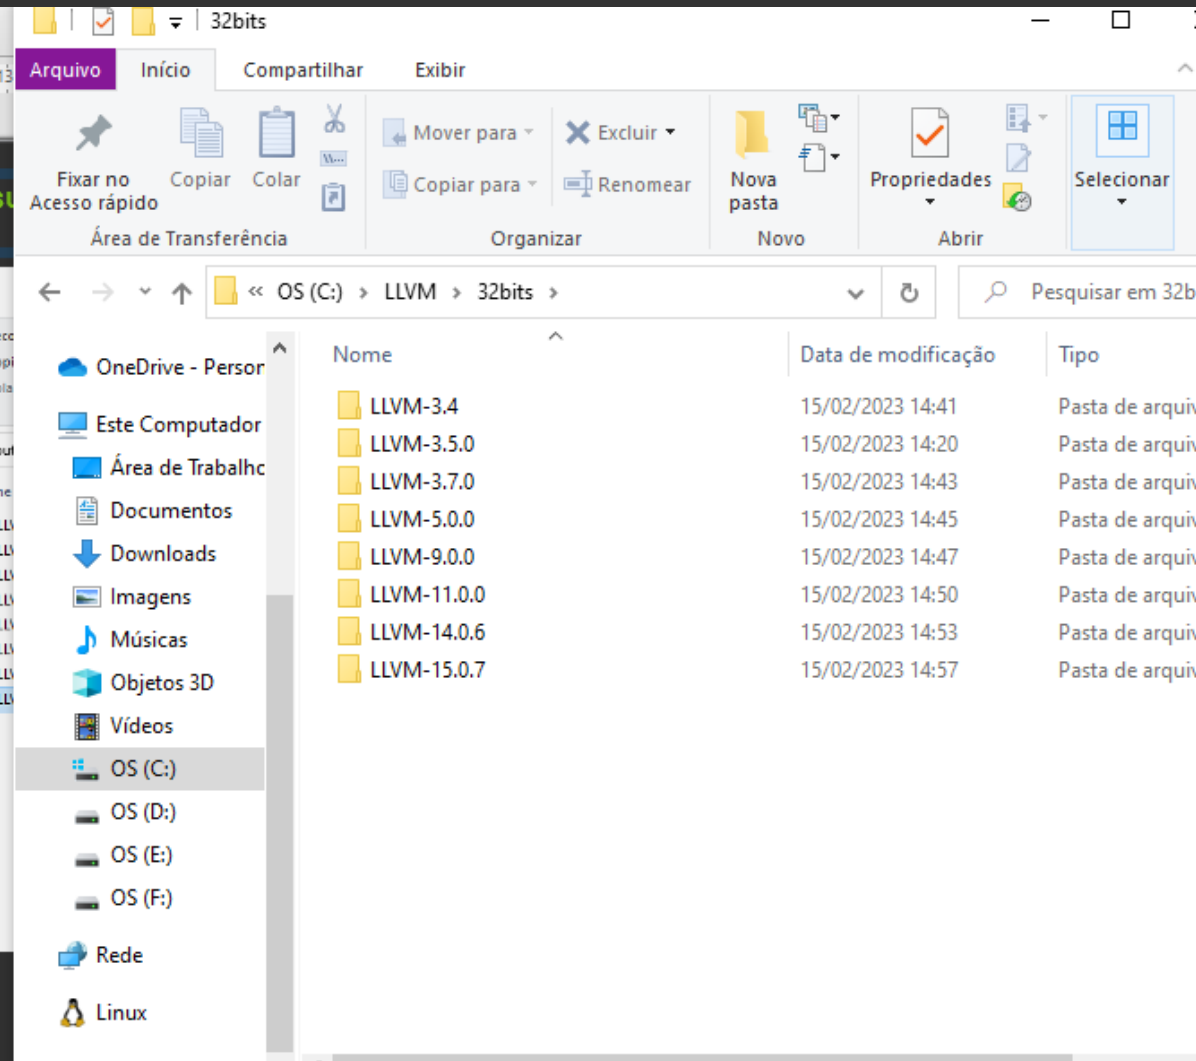 32bits
Arquivo Início Compartilhar Exibir
Fixar no
Acesso rápido
Copiar
Colar
Mover para
Copiar para
Excluir
Renomear
Nova
pasta
Propriedades
Selecionar
Área de Transferência Organizar Novo Abrir
« OS (C:) › LLVM › 32bits ›
Pesquisar em 32b
OneDrive - Person
Este Computador
Área de Trabalho
Documentos
Downloads
Imagens
Músicas
Objetos 3D
Vídeos
OS (C:)
OS (D:)
OS (E:)
OS (F:)
Rede
Linux
Nome Data de modificação Tipo
LLVM-3.4 15/02/2023 14:41 Pasta de arquiv
LLVM-3.5.0 15/02/2023 14:20 Pasta de arquiv
LLVM-3.7.0 15/02/2023 14:43 Pasta de arquiv
LLVM-5.0.0 15/02/2023 14:45 Pasta de arquiv
LLVM-9.0.0 15/02/2023 14:47 Pasta de arquiv
LLVM-11.0.0 15/02/2023 14:50 Pasta de arquiv
LLVM-14.0.6 15/02/2023 14:53 Pasta de arquiv
LLVM-15.0.7 15/02/2023 14:57 Pasta de arquiv